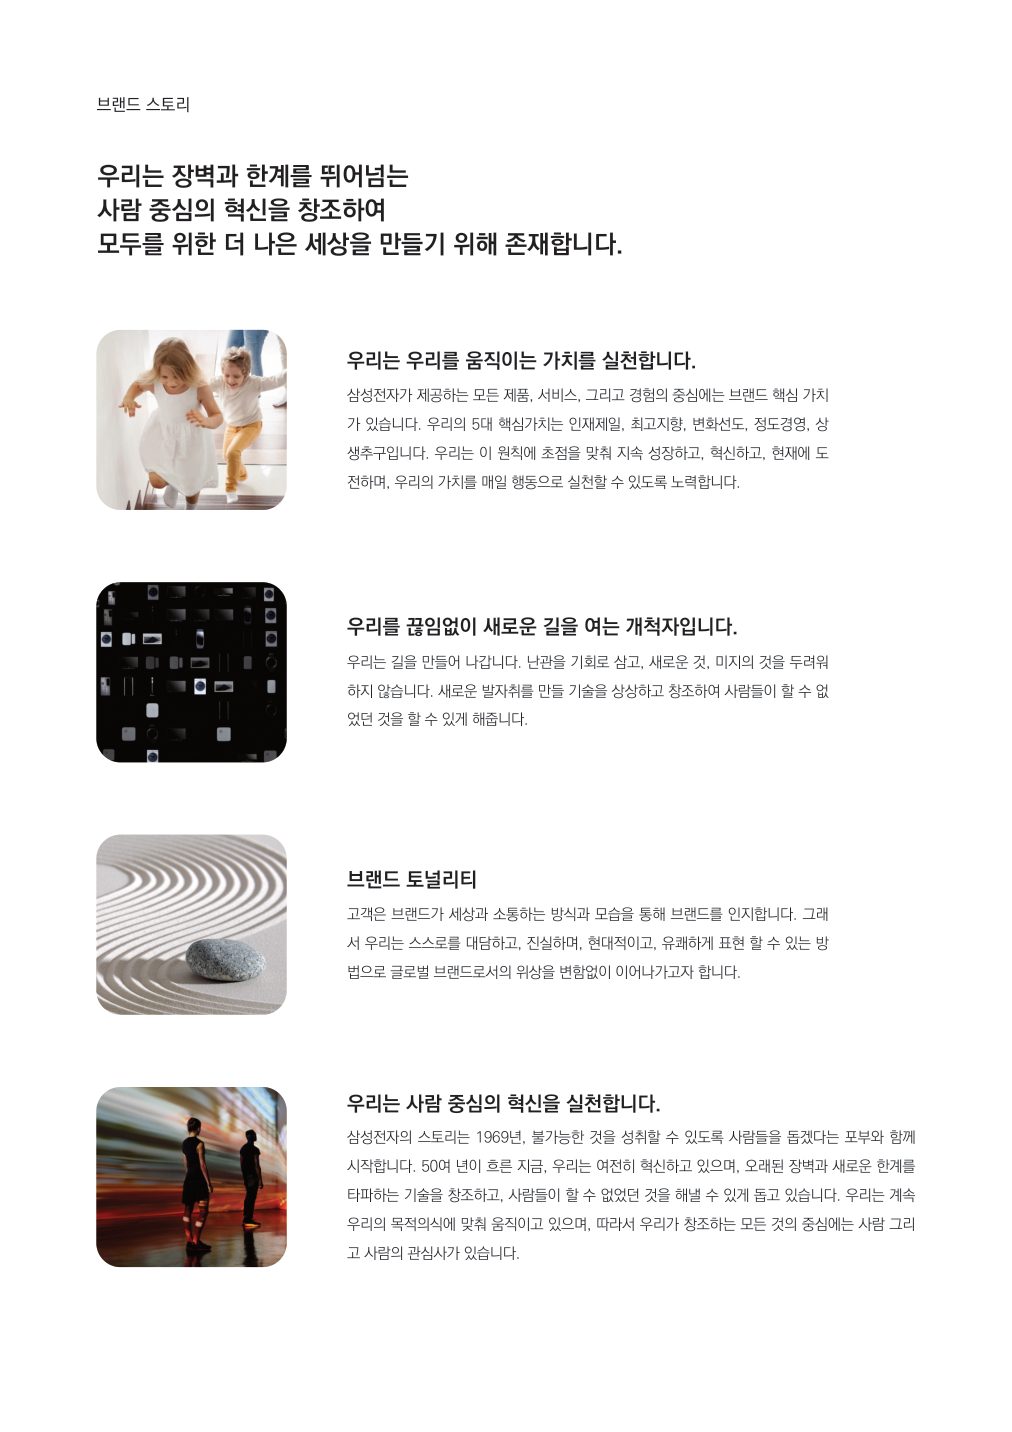 브랜드 스토리
우리는 장벽과 한계를 뛰어넘는
사람 중심의 혁신을 창조하여
모두를 위한 더 나은 세상을 만들기 위해 존재합니다.
우리는 우리를 움직이는 가치를 실천합니다.
삼성전자가 제공하는 모든 제품, 서비스, 그리고 경험의 중심에는 브랜드 핵심 가치
가 있습니다. 우리의 5대 핵심가치는 인재제일, 최고지향, 변화선도, 정도경영, 상
생추구입니다. 우리는 이 원칙에 초점을 맞춰 지속 성장하고, 혁신하고, 현재에 도
전하며, 우리의 가치를 매일 행동으로 실천할 수 있도록 노력합니다.
우리를 끊임없이 새로운 길을 여는 개척자입니다.
우리는 길을 만들어 나갑니다. 난관을 기회로 삼고, 새로운 것, 미지의 것을 두려워
하지 않습니다. 새로운 발자취를 만들 기술을 상상하고 창조하여 사람들이 할 수 없
었던 것을 할 수 있게 해줍니다.
브랜드 토널리티
고객은 브랜드가 세상과 소통하는 방식과 모습을 통해 브랜드를 인지합니다. 그래
서 우리는 스스로를 대담하고, 진실하며, 현대적이고, 유쾌하게 표현 할 수 있는 방
법으로 글로벌 브랜드로서의 위상을 변함없이 이어나가고자 합니다.
우리는 사람 중심의 혁신을 실천합니다.
삼성전자의 스토리는 1969년, 불가능한 것을 성취할 수 있도록 사람들을 돕겠다는 포부와 함께
시작합니다. 50여 년이 흐른 지금, 우리는 여전히 혁신하고 있으며, 오래된 장벽과 새로운 한계를
타파하는 기술을 창조하고, 사람들이 할 수 없었던 것을 해낼 수 있게 돕고 있습니다. 우리는 계속
우리의 목적의식에 맞춰 움직이고 있으며, 따라서 우리가 창조하는 모든 것의 중심에는 사람 그리
고 사람의 관심사가 있습니다.